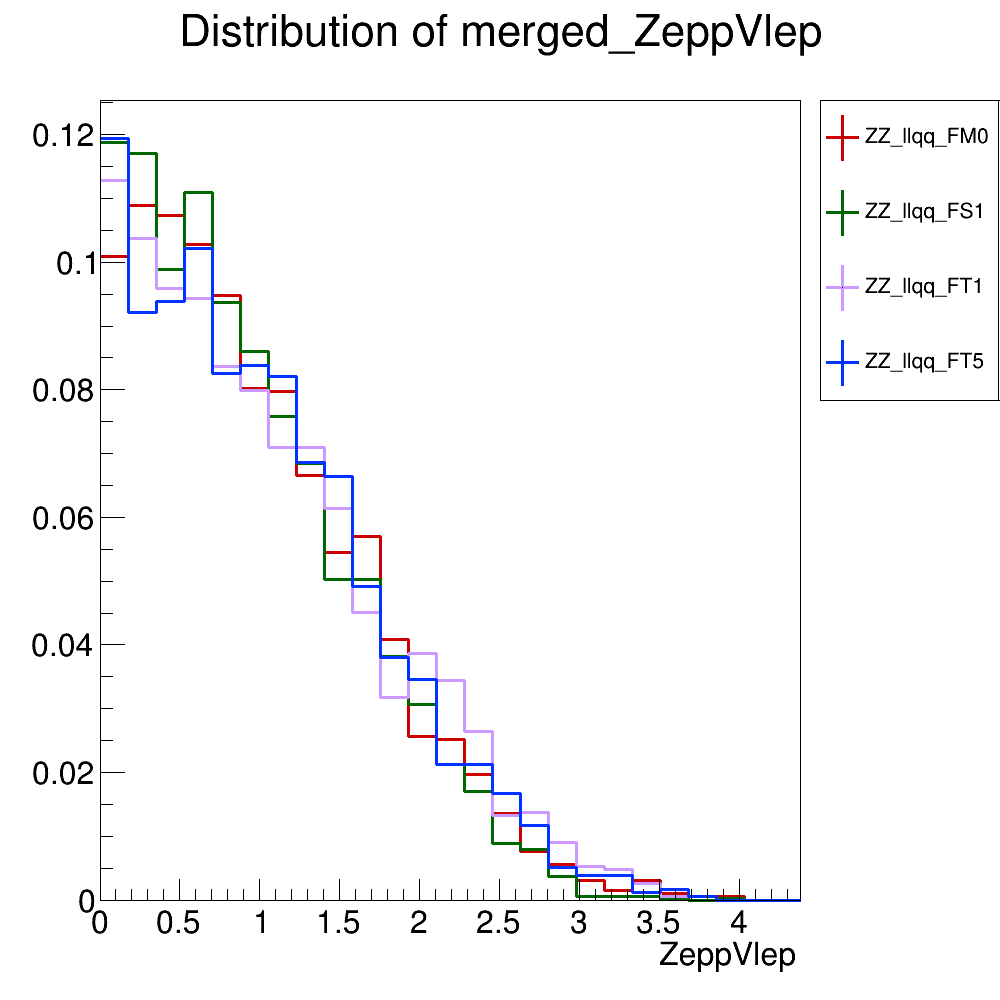 Distribution of merged_ZeppVlep
0.12
0.1
0.08
0.06
0.04
0.02
0
0 0.5 1 1.5 2 2.5 3 3.5 4
ZeppVlep
ZZ_llqq_FM0
ZZ_llqq_FS1
ZZ_llqq_FT1
ZZ_llqq_FT5